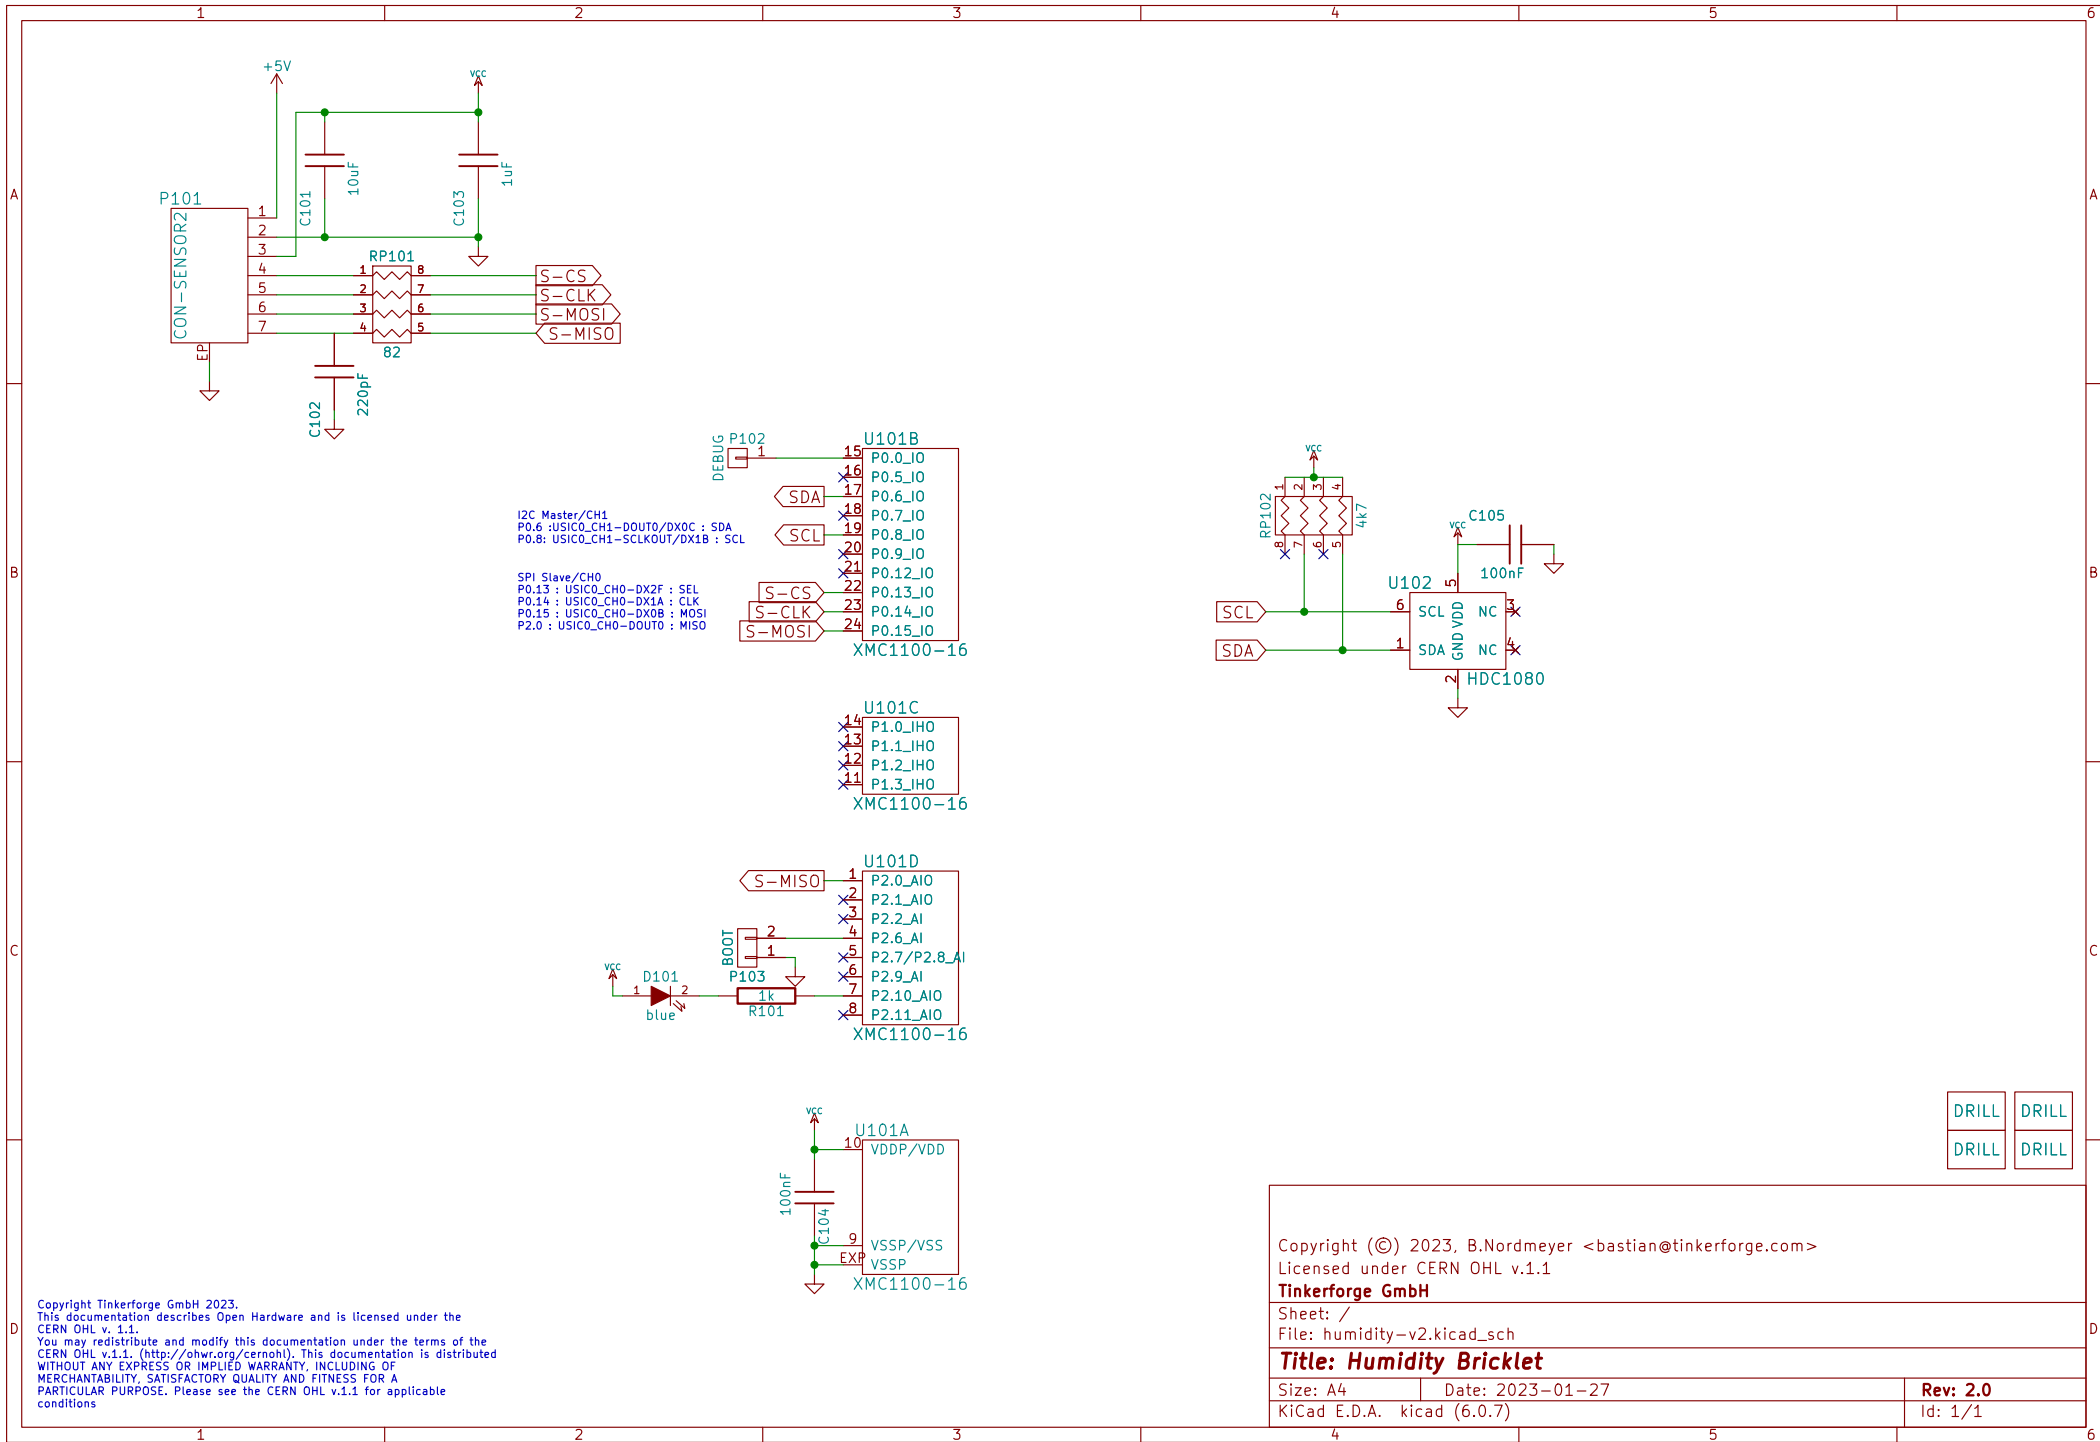 1 2 3 4 5 6
A
B
C
D
A
B
C
D
1 2 3 4 5 6
+5V
VCC
C101
10uF
C103
1uF
P101
CON-SENSOR2
1
2
3
4
5
6
7
EP
RP101
1 8
2 7
3 6
4 5
82
S-CS
S-CLK
S-MOSI
S-MISO
C102
220pF
DEBUG
P102
1
U101B
15 P0.0_IO
16 P0.5_IO
SDA 17 P0.6_IO
18 P0.7_IO
SCL 19 P0.8_IO
20 P0.9_IO
21 P0.12_IO
S-CS 22 P0.13_IO
S-CLK 23 P0.14_IO
S-MOSI 24 P0.15_IO
XMC1100-16
I2C Master/CH1
P0.6 :USIC0_CH1-DOUT0/DX0C : SDA
P0.8: USIC0_CH1-SCLKOUT/DX1B : SCL
SPI Slave/CH0
P0.13 : USIC0_CH0-DX2F : SEL
P0.14 : USIC0_CH0-DX1A : CLK
P0.15 : USIC0_CH0-DX0B : MOSI
P2.0 : USIC0_CH0-DOUT0 : MISO
VCC
1 2 3 4
RP102
4k7
8 7 6 5
VCC
C105
100nF
U102
5
SCL
SDA
6 SCL NC 3
VDD
GND
1 SDA NC 4
2
HDC1080
U101C
14 P1.0_IHO
13 P1.1_IHO
12 P1.2_IHO
11 P1.3_IHO
XMC1100-16
U101D
S-MISO 1 P2.0_AIO
2 P2.1_AIO
3 P2.2_AI
4 P2.6_AI
5 P2.7/P2.8_AI
6 P2.9_AI
7 P2.10_AIO
8 P2.11_AIO
XMC1100-16
BOOT
2
1
P103
VCC
D101
1 2
blue
1k
R101
VCC
U101A
10 VDDP/VDD
100nF
C104
9 VSSP/VSS
EXP VSSP
XMC1100-16
DRILL DRILL
DRILL DRILL
Copyright Tinkerforge GmbH 2023.
This documentation describes Open Hardware and is licensed under the
CERN OHL v. 1.1.
You may redistribute and modify this documentation under the terms of the
CERN OHL v.1.1. (http://ohwr.org/cernohl). This documentation is distributed
WITHOUT ANY EXPRESS OR IMPLIED WARRANTY, INCLUDING OF
MERCHANTABILITY, SATISFACTORY QUALITY AND FITNESS FOR A
PARTICULAR PURPOSE. Please see the CERN OHL v.1.1 for applicable
conditions
Copyright (©) 2023, B.Nordmeyer <bastian@tinkerforge.com>
Licensed under CERN OHL v.1.1
Tinkerforge GmbH
Sheet: /
File: humidity-v2.kicad_sch
Title: Humidity Bricklet
Size: A4 Date: 2023-01-27 Rev: 2.0
KiCad E.D.A. kicad (6.0.7) Id: 1/1